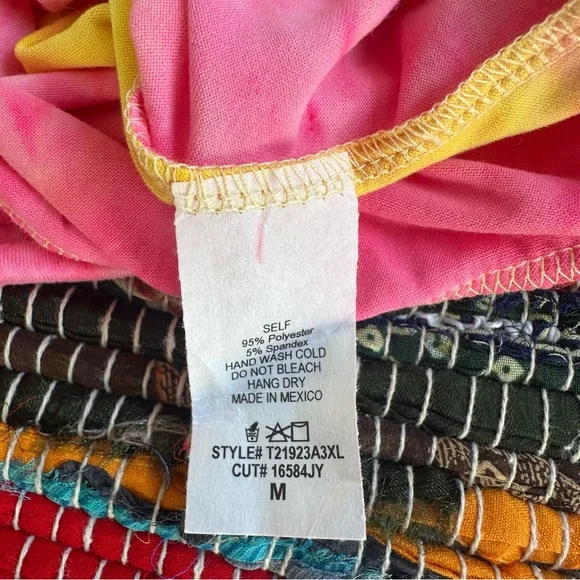 SELF
95% Polyester
5% Spandex
HAND WASH COLD
DO NOT BLEACH
HANG DRY
MADE IN MEXICO
STYLE# T21923A3XL
CUT# 16584JY
M